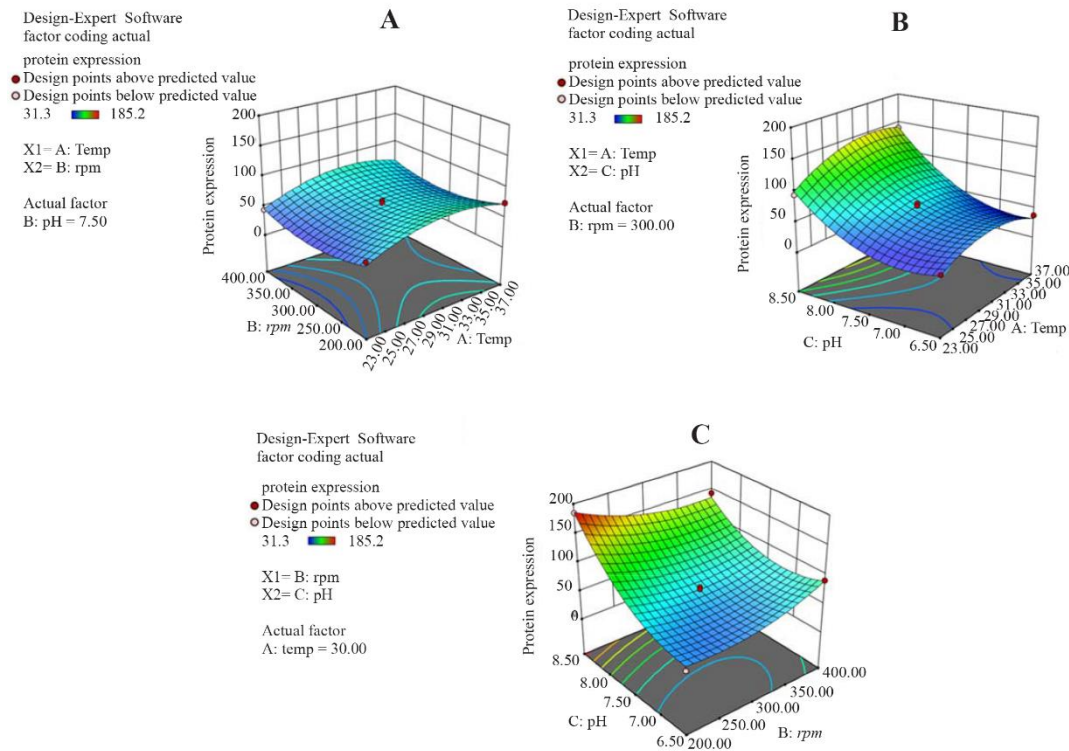 A
Design-Expert Software
factor coding actual
protein expression
Design points above predicted value
Design points below predicted value
31.3 185.2
X1= A: Temp
X2= B: rpm
Actual factor
B: pH = 7.50
Protein expression
200
150
100
50
0
400.00
350.00
300.00
250.00
200.00
B: rpm
23.00
25.00
27.00
29.00
31.00
33.00
35.00
37.00
A: Temp
B
Design-Expert Software
factor coding actual
protein expression
Design points above predicted value
Design points below predicted value
31.3 185.2
X1= A: Temp
X2= C: pH
Actual factor
B: rpm = 300.00
Protein expression
200
150
100
50
0
8.50
8.00
7.50
7.00
6.50
C: pH
37.00
35.00
33.00
31.00
29.00
27.00
25.00
23.00
A: Temp
C
Design-Expert Software
factor coding actual
protein expression
Design points above predicted value
Design points below predicted value
31.3 185.2
X1= B: rpm
X2= C: pH
Actual factor
A: temp = 30.00
Protein expression
200
150
100
50
0
8.50
8.00
7.50
7.00
6.50
C: pH
400.00
350.00
300.00
250.00
200.00
B: rpm